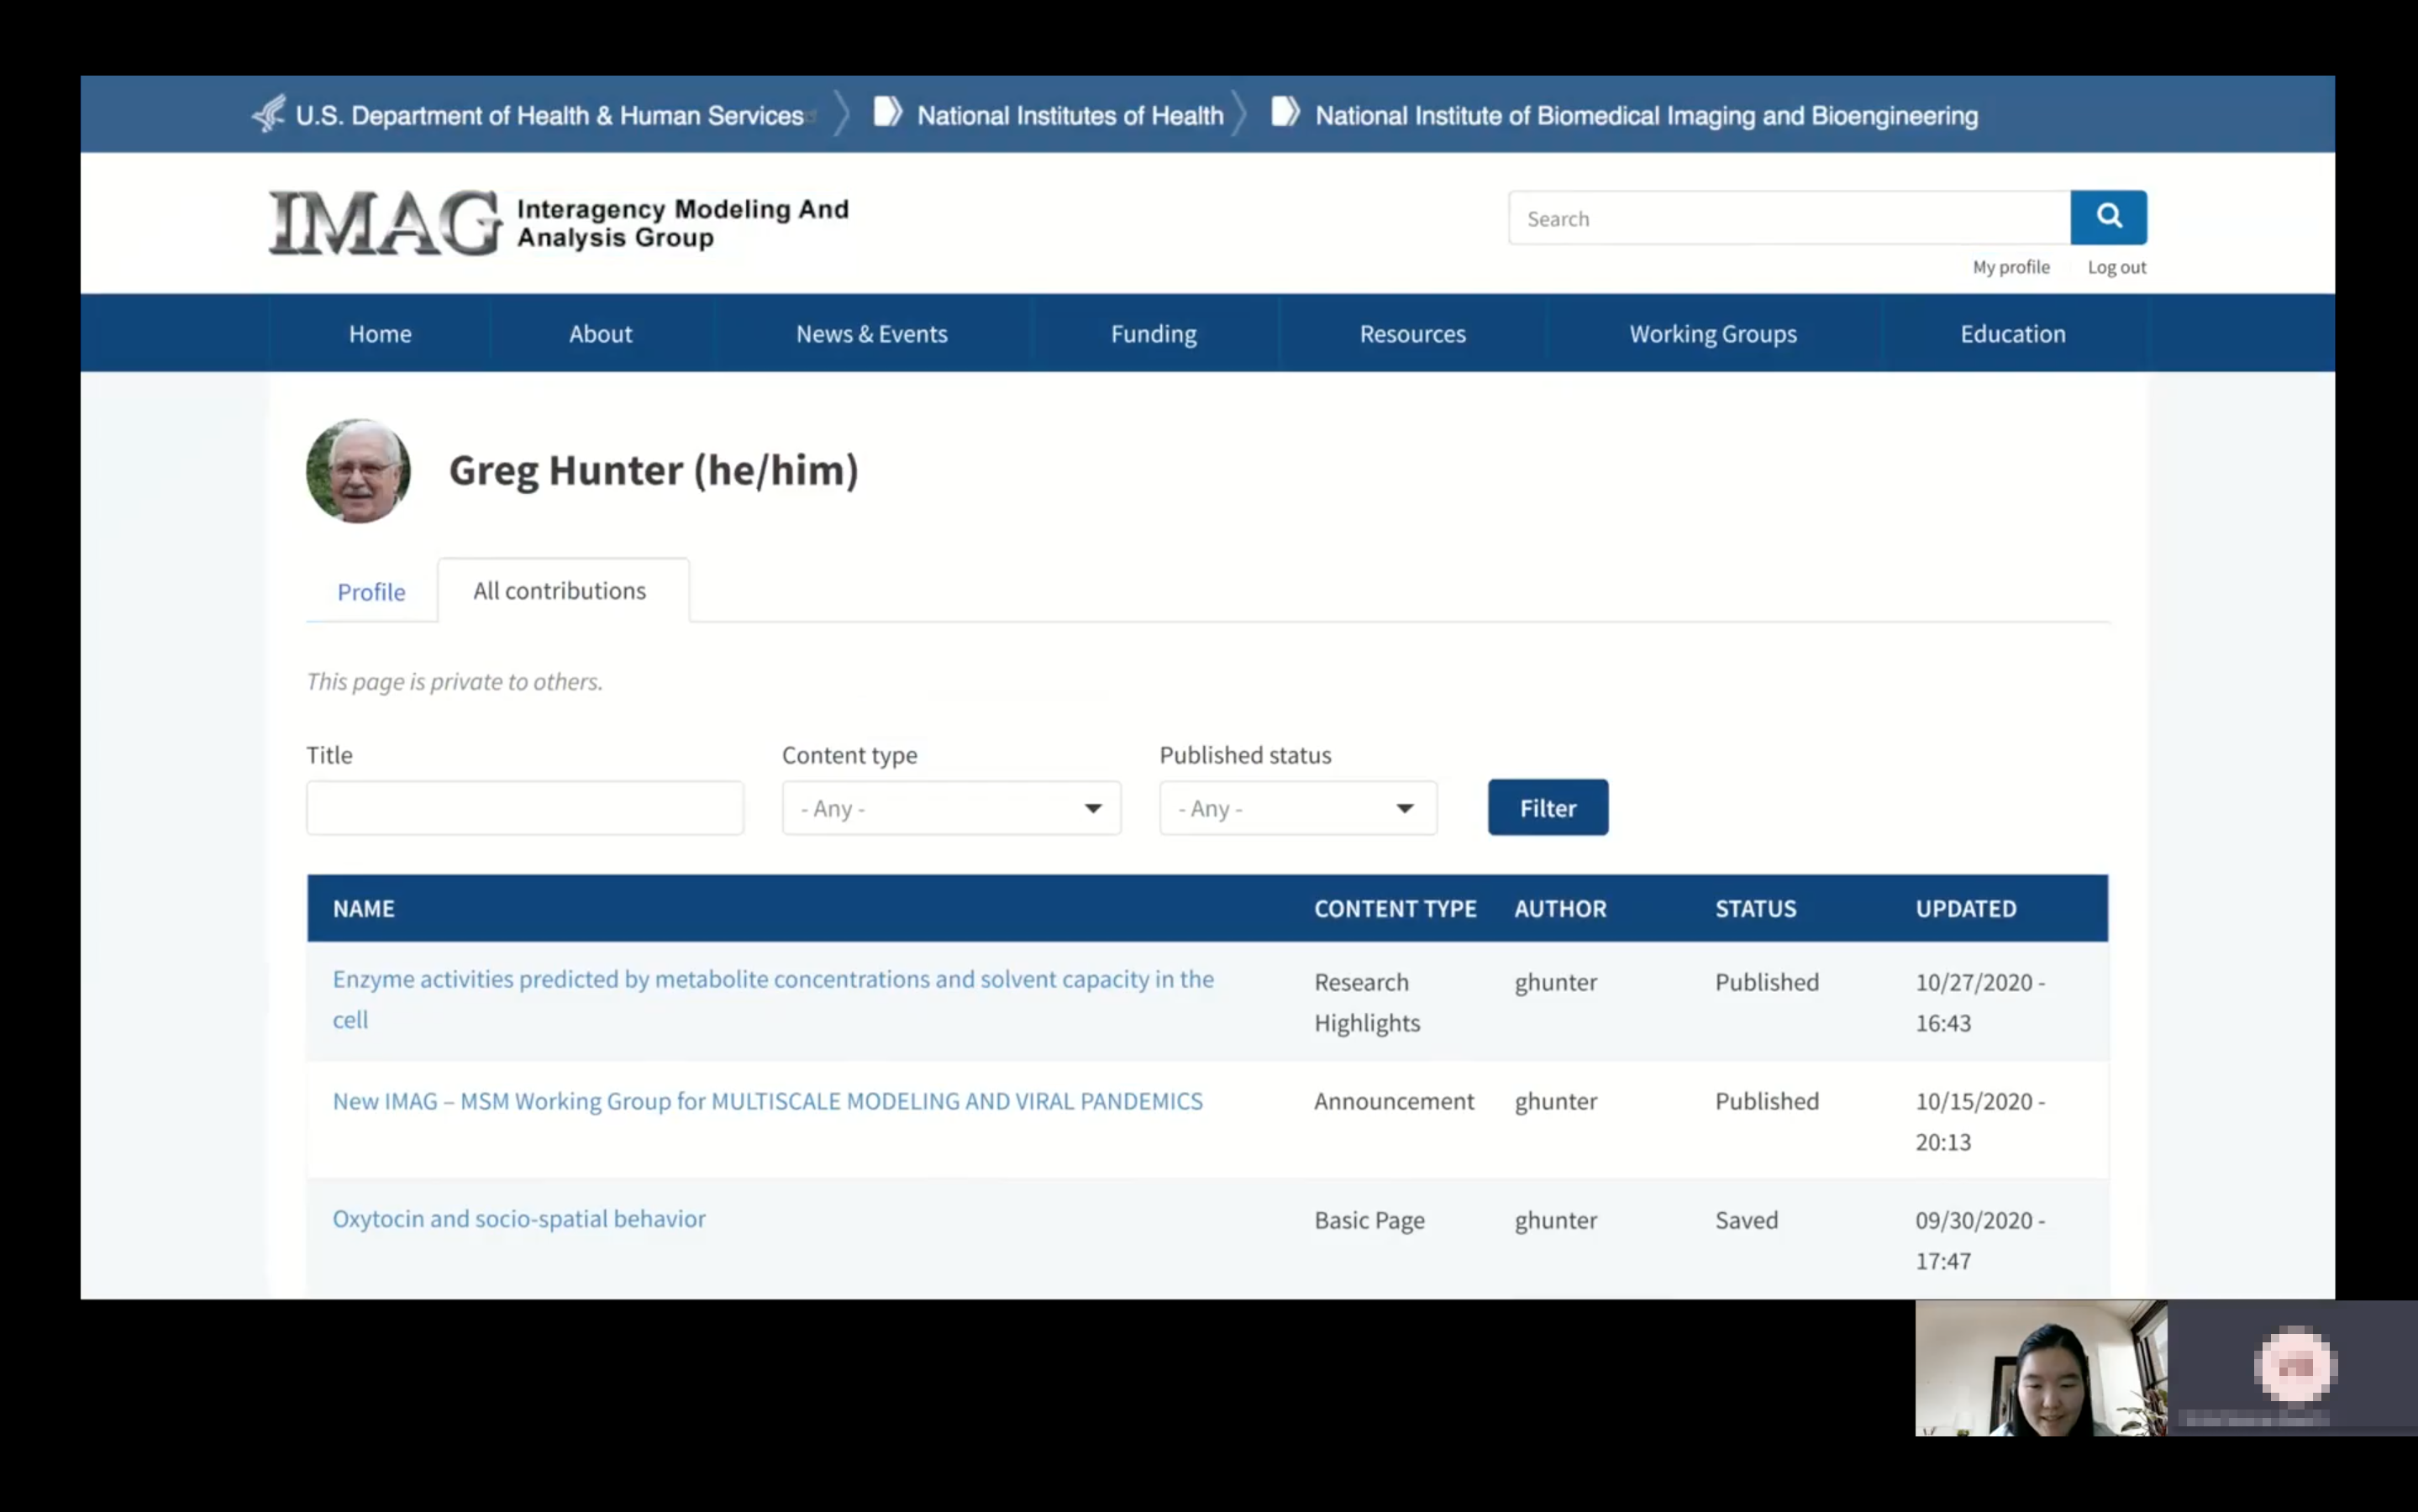 U.S. Department of Health & Human Services National Institutes of Health National Institute of Biomedical Imaging and Bioengineering
IMAG Interagency Modeling And
Analysis Group
Search
My profile Log out
Home About News & Events Funding Resources Working Groups Education
Greg Hunter (he/him)
Profile All contributions
This page is private to others.
Title Content type Published status
- Any - - Any - Filter
NAME CONTENT TYPE AUTHOR STATUS UPDATED
Enzyme activities predicted by metabolite concentrations and solvent capacity in the Research ghunter Published 10/27/2020 -
cell Highlights 16:43
New IMAG – MSM Working Group for MULTISCALE MODELING AND VIRAL PANDEMICS Announcement ghunter Published 10/15/2020 -
20:13
Oxytocin and socio-spatial behavior Basic Page ghunter Saved 09/30/2020 -
17:47